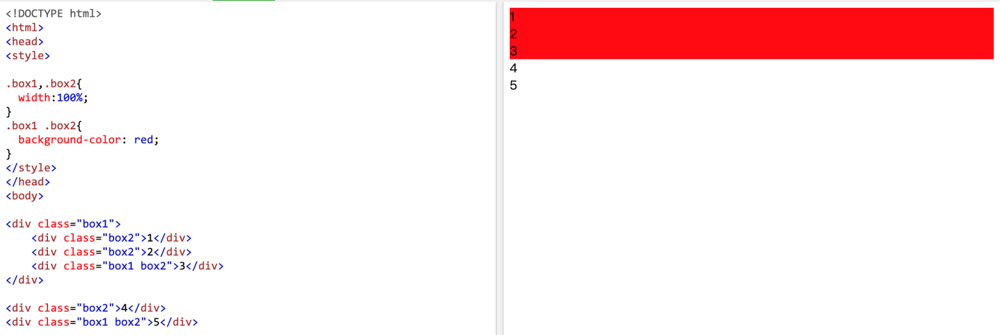 <!DOCTYPE html>
<html>
<head>
<style>
.box1,.box2{
  width:100%;
}
.box1 .box2{
  background-color: red;
}
</style>
</head>
<body>
<div class="box1">
    <div class="box2">1</div>
    <div class="box2">2</div>
    <div class="box1 box2">3</div>
</div>
<div class="box2">4</div>
<div class="box1 box2">5</div>
1
2
3
4
5